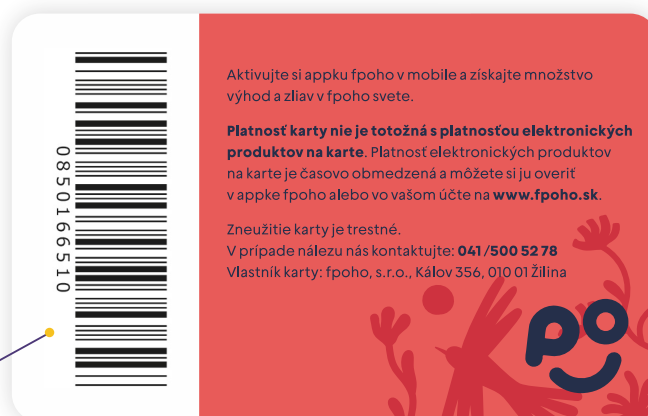 0850166510
Aktivujte si appku fpoho v mobile a získajte množstvo
výhod a zliav v fpoho svete.
Platnosť karty nie je totožná s platnosťou elektronických
produktov na karte. Platnosť elektronických produktov
na karte je časovo obmedzená a môžete si ju overiť
v appke fpoho alebo vo vašom účte na www.fpoho.sk.
Zneužitie karty je trestné.
V prípade nálezu nás kontaktujte: 041 /500 52 78
Vlastník karty: fpoho, s.r.o., Kálov 356, 010 01 Žilina
po